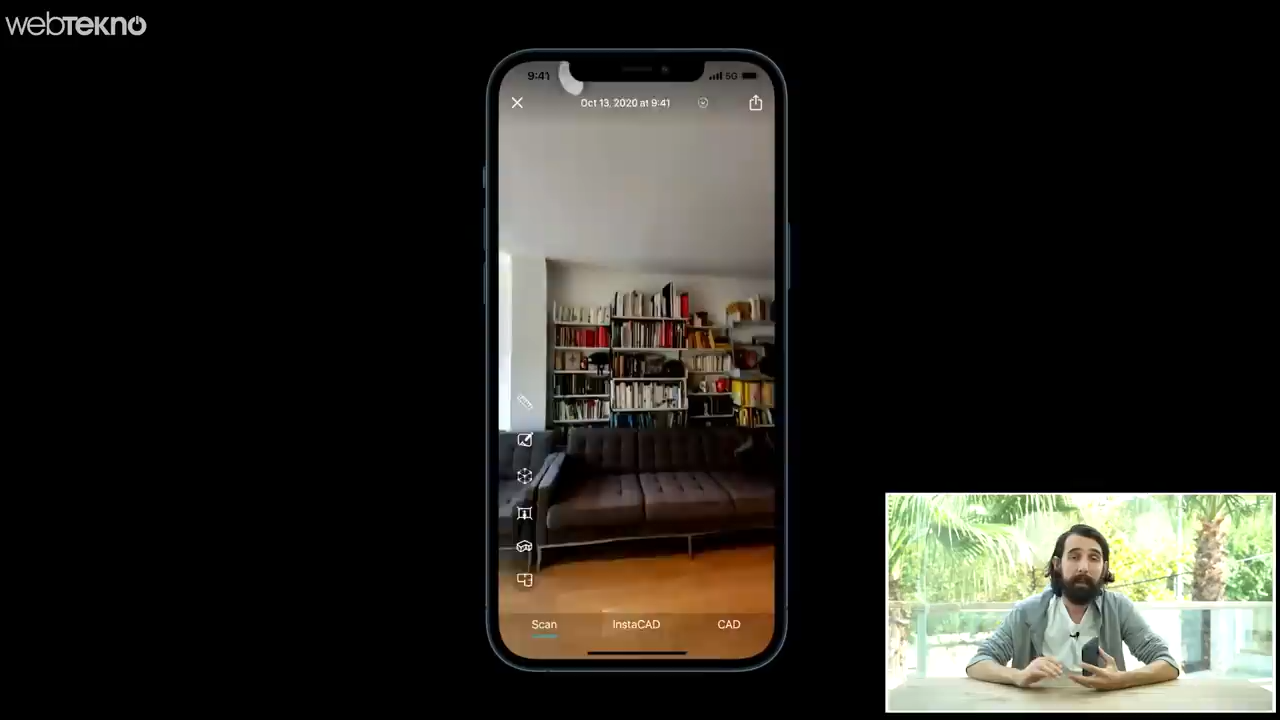 webTEKNO
9:41
5G
Oct 13, 2020 at 9:41
Scan
InstaCAD
CAD